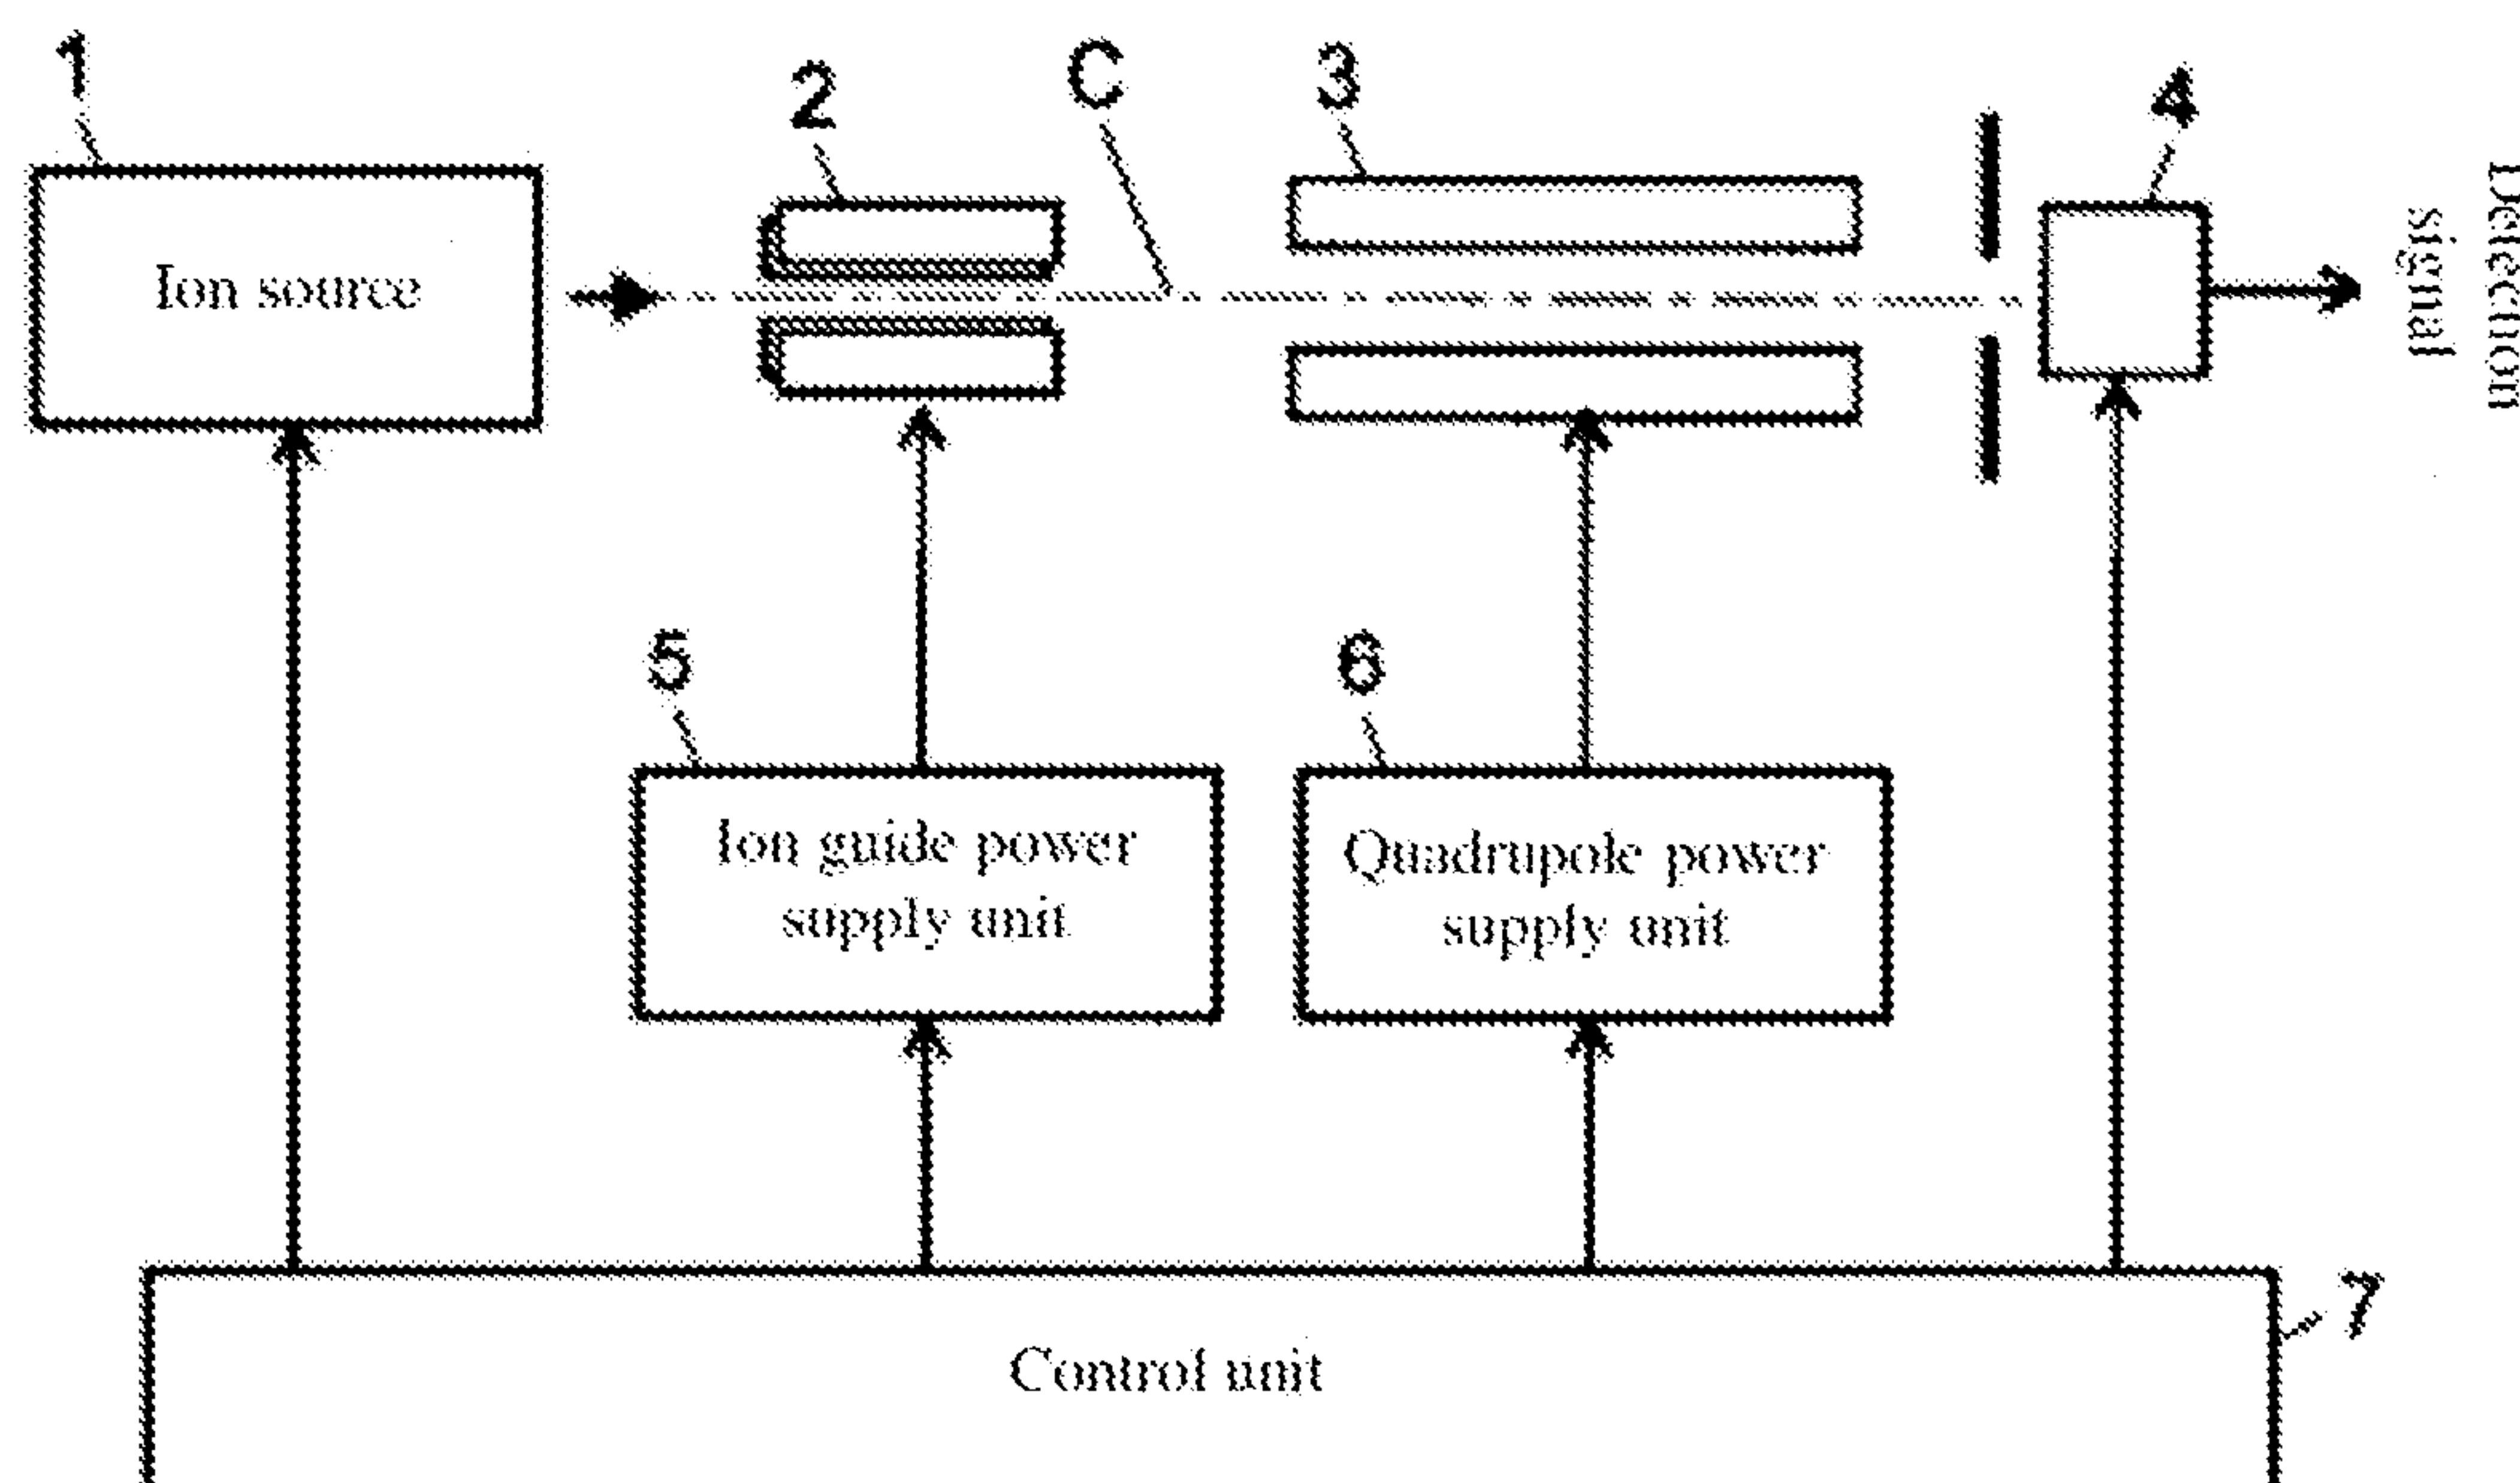 1
2
C
3
4
Ion source
Detection
signal
5
6
Ion guide power
supply unit
Quadrupole power
supply unit
Control unit
7